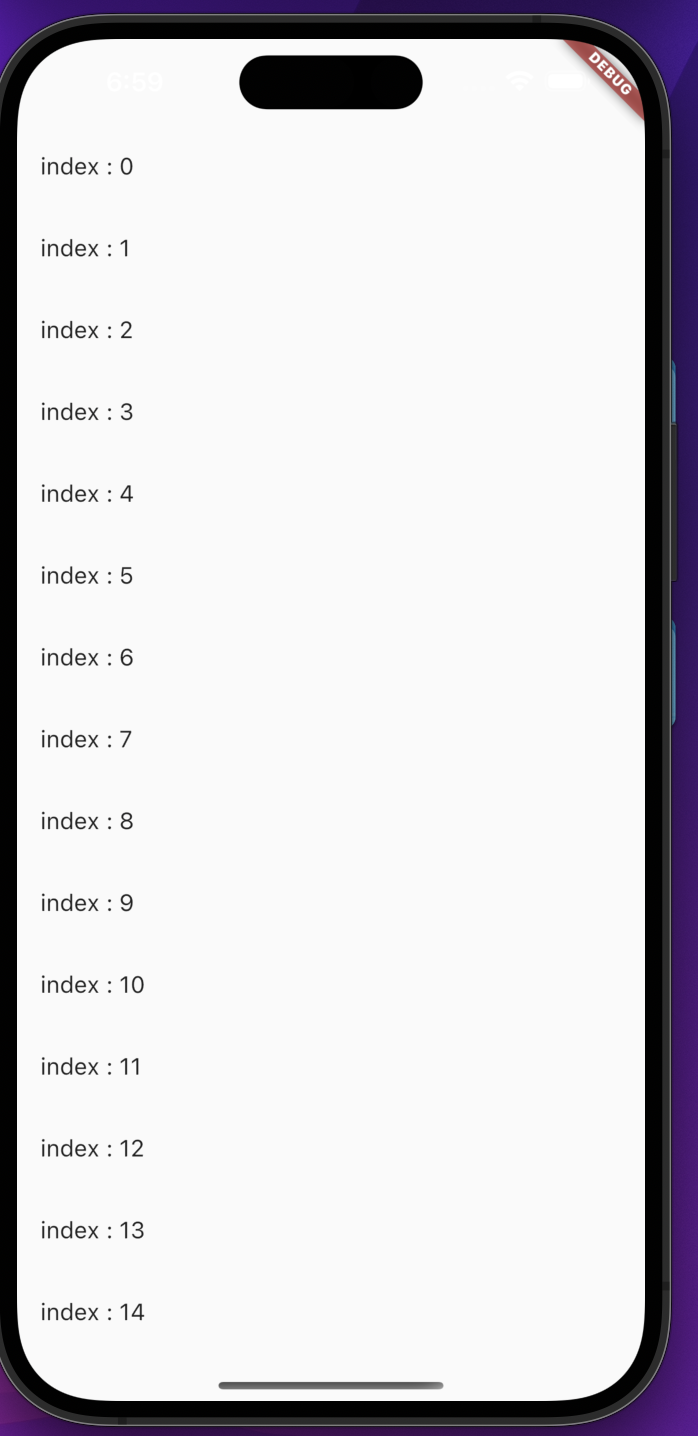 6:59
DEBUG
index : 0
index : 1
index : 2
index : 3
index : 4
index : 5
index : 6
index : 7
index : 8
index : 9
index : 10
index : 11
index : 12
index : 13
index : 14